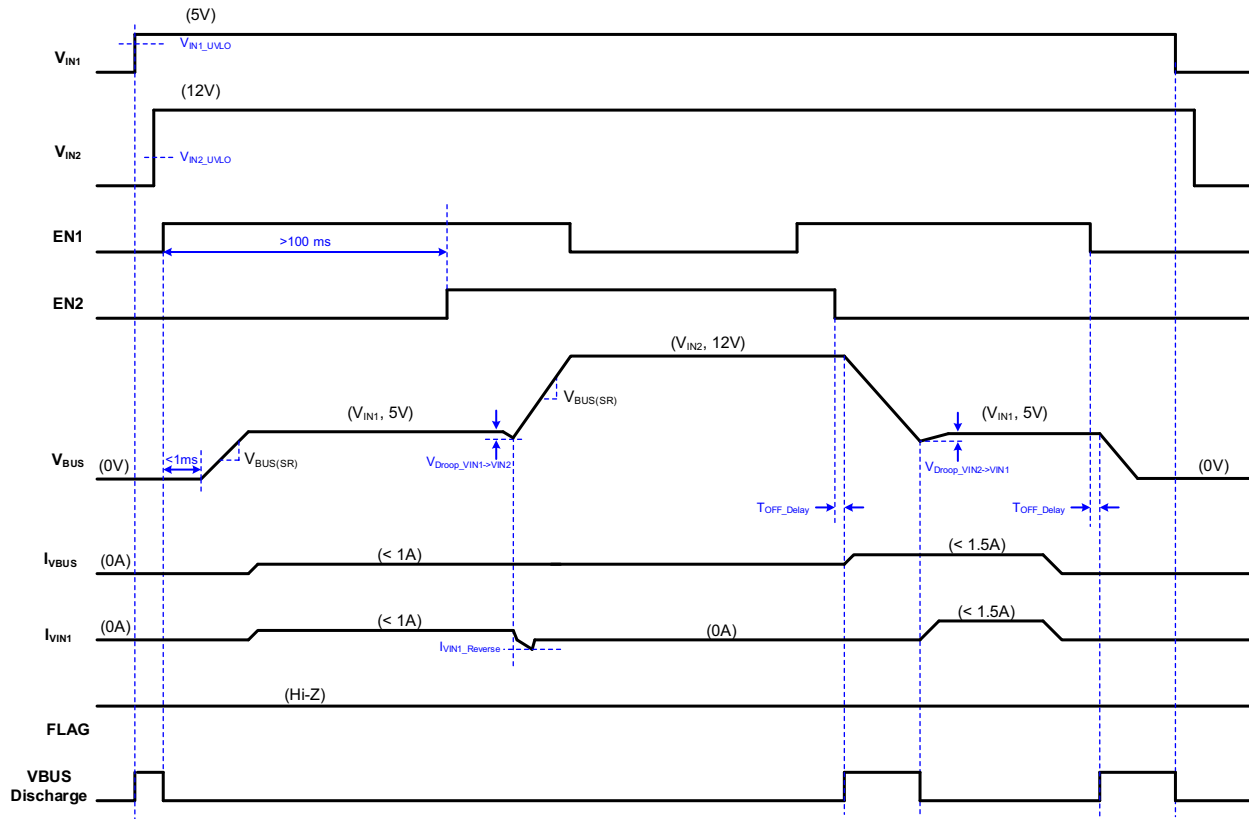 (5V)
VIN1_UVLO
VIN1
(12V)
VIN2
VIN2_UVLO
EN1
>100 ms
EN2
(VIN2, 12V)
VBUS(SR)
(VIN1, 5V)
(VIN1, 5V)
<1ms
VBUS
(0V)
VBUS(SR)
VDroop_VIN1->VIN2
VDroop_VIN2->VIN1
(0V)
TOFF_Delay
TOFF_Delay
IVBUS
(0A)
(< 1A)
(< 1.5A)
IVIN1
(0A)
(< 1A)
(0A)
(< 1.5A)
IVIN1_Reverse
(Hi-Z)
FLAG
VBUS
Discharge